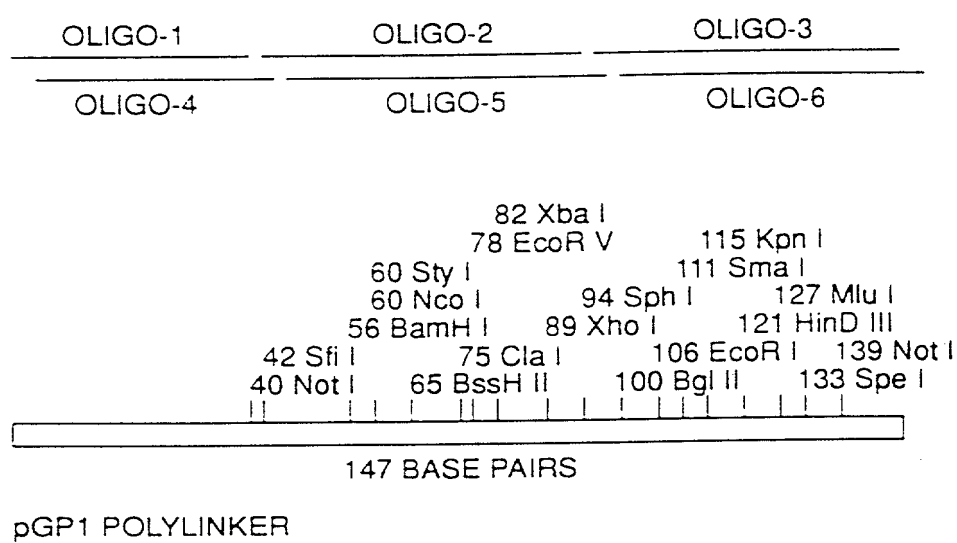 OLIGO-1 OLIGO-2 OLIGO-3
OLIGO-4 OLIGO-5 OLIGO-6
82 Xba I
78 EcoR V 115 Kpn I
60 Sty I 111 Sma I
60 Nco I 94 Sph I 127 Mlu I
56 BamH I 89 Xho I 121 HinD III
42 Sfi I 75 Cla I 106 EcoR I 139 Not I
40 Not I 65 BssH II 100 Bgl II 133 Spe I
147 BASE PAIRS
pGP1 POLYLINKER